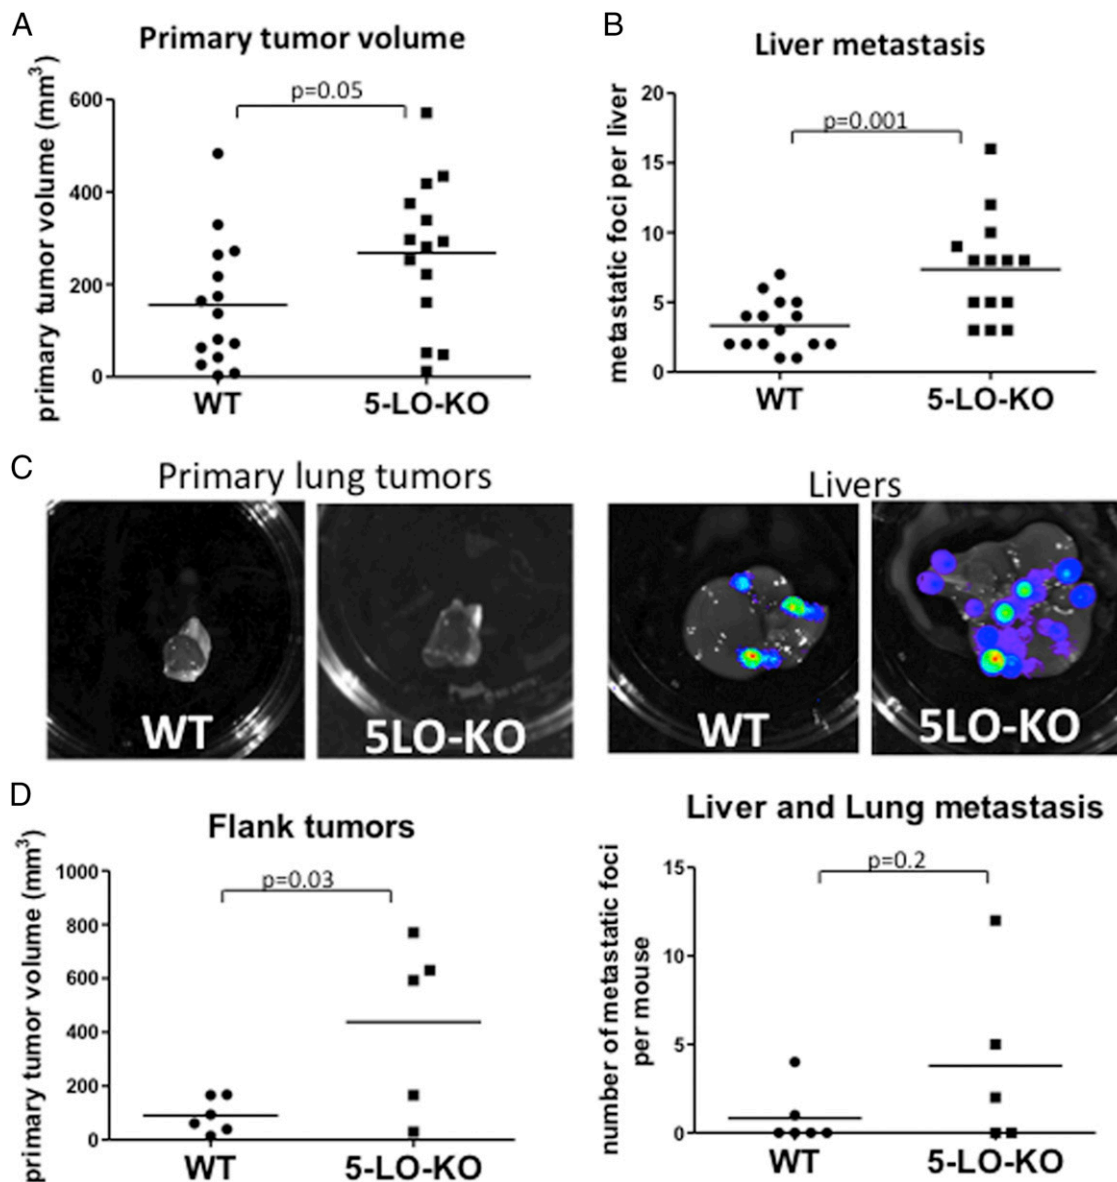 A
Primary tumor volume
primary tumor volume (mm³)
600
400
200
0
p=0.05
WT
5-LO-KO
B
Liver metastasis
metastatic foci per liver
20
15
10
5
0
p=0.001
WT
5-LO-KO
C
Primary lung tumors
WT
5LO-KO
Livers
WT
5LO-KO
D
Flank tumors
primary tumor volume (mm³)
1000
800
600
400
200
0
p=0.03
WT
5-LO-KO
Liver and Lung metastasis
number of metastatic foci
per mouse
15
10
5
0
p=0.2
WT
5-LO-KO